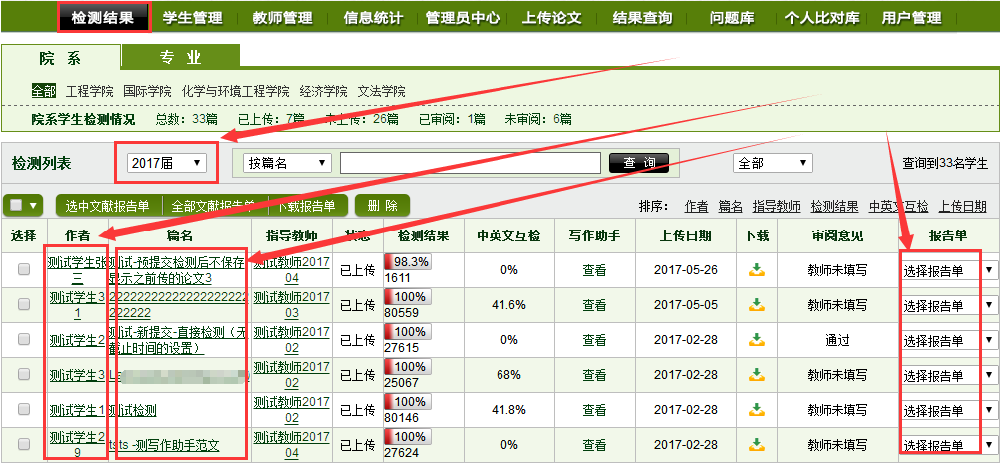 检测结果 学生管理 教师管理 信息统计 管理员中心 上传论文 结果查询 问题库 个人比对库 用户管理
院 系 专 业
全部 工程学院 国际学院 化学与环境工程学院 经济学院 文法学院
院系学生检测情况 总数：33篇 已上传：7篇 未上传：26篇 已审阅：1篇 未审阅：6篇
检测列表 2017届 按篇名 查 询 全部 查询到33名学生
选中文献报告单 全部文献报告单 下载报告单 删 除 排序： 作者 篇名 指导教师 检测结果 中英文互检 上传日期
选择 作者 篇名 指导教师 状态 检测结果 中英文互检 写作助手 上传日期 下载 审阅意见 报告单
测试学生张 测试-预提交检测后不保存 测试教师2017 已上传 98.3% 0% 查看 2017-05-26 教师未填写 选择报告单
三 显示之前传的论文3 04 1611
测试学生3 22222222222222222222222 测试教师2017 已上传 100% 41.6% 查看 2017-05-05 教师未填写 选择报告单
1 222222 03 80559
测试学生2 测试-新提交-直接检测（无 测试教师2017 已上传 100% 0% 查看 2017-02-28 通过 选择报告单
截止时间的设置） 02 27615
测试学生3 测试教师2017 已上传 100% 68% 查看 2017-02-28 教师未填写 选择报告单
02 25067
测试学生1 测试检测 测试教师2017 已上传 100% 41.8% 查看 2017-02-28 教师未填写 选择报告单
02 80146
测试学生2 tsts -测写作助手范文 测试教师2017 已上传 100% 0% 查看 2017-02-28 教师未填写 选择报告单
9 04 27624